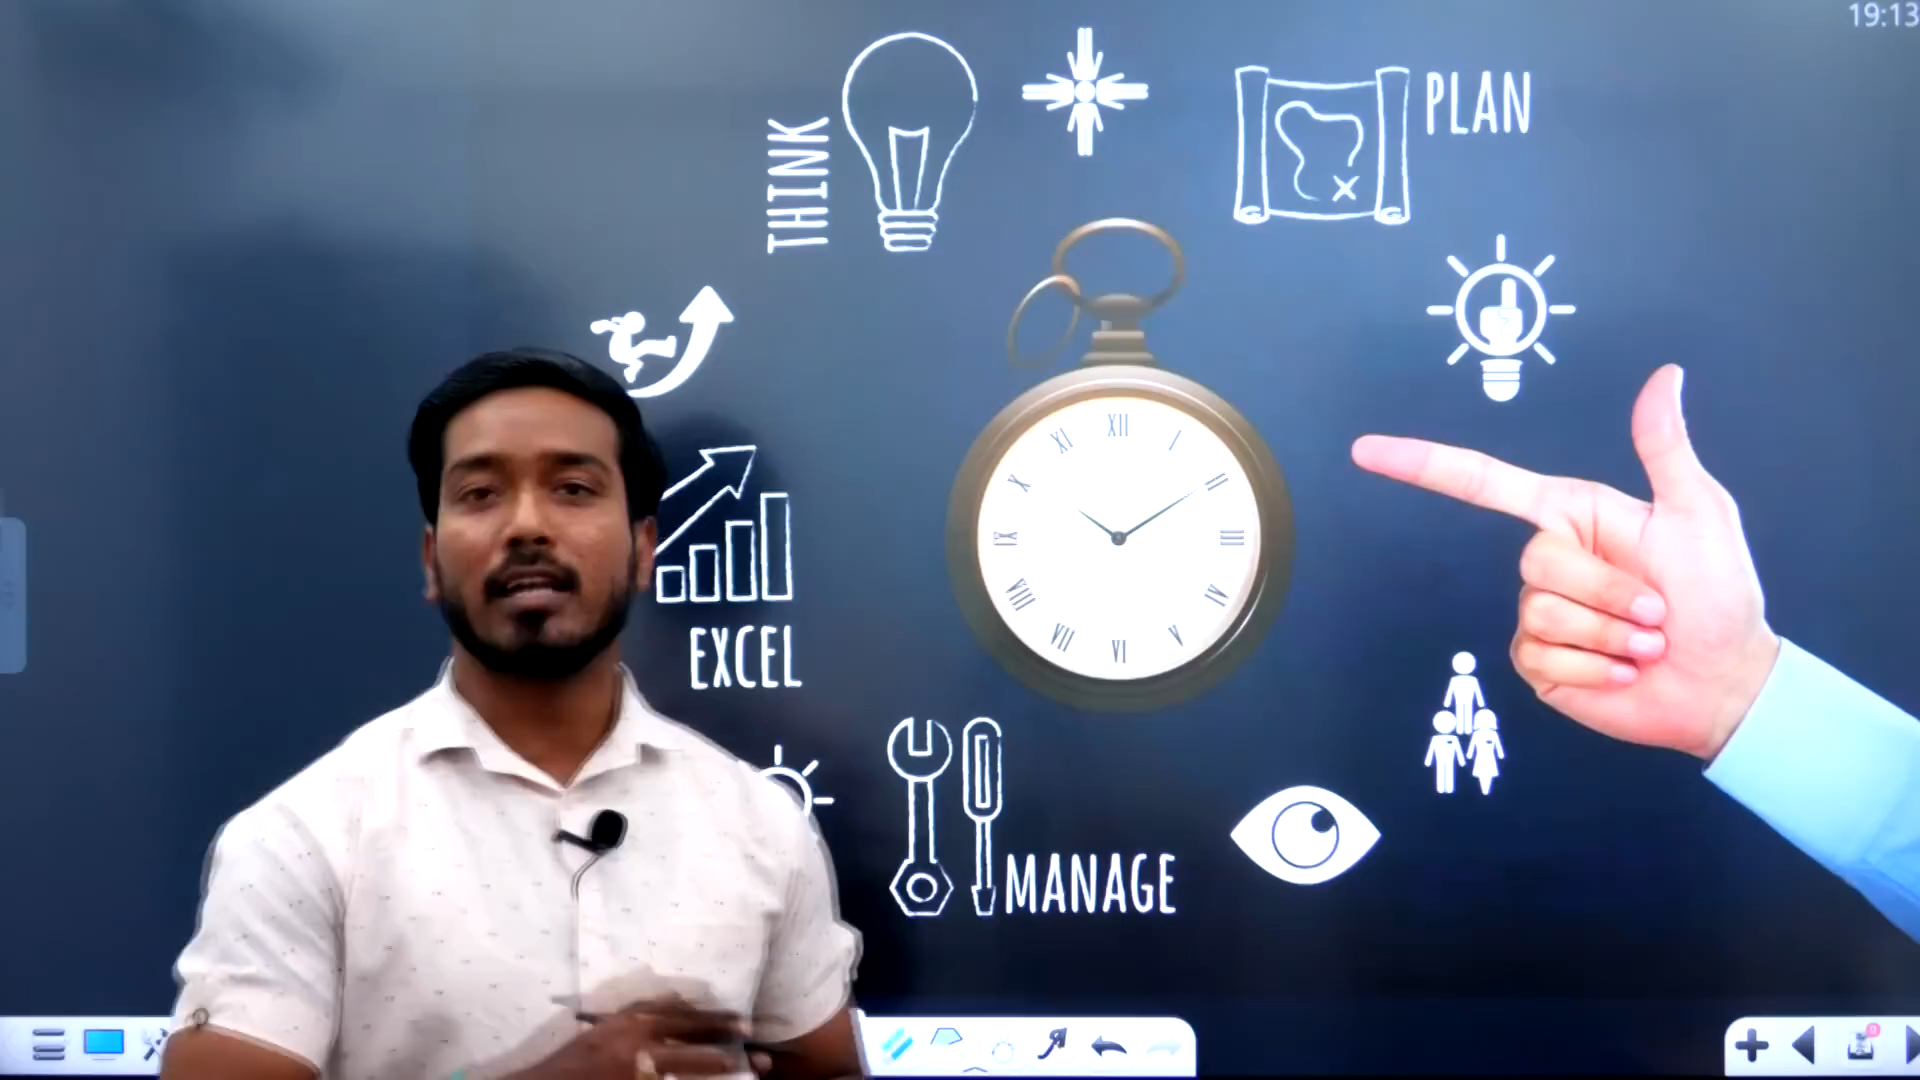 19:13
PLAN
THINK
XII
I
II
III
IV
V
VI
VII
VIII
IX
X
XI
EXCEL
MANAGE